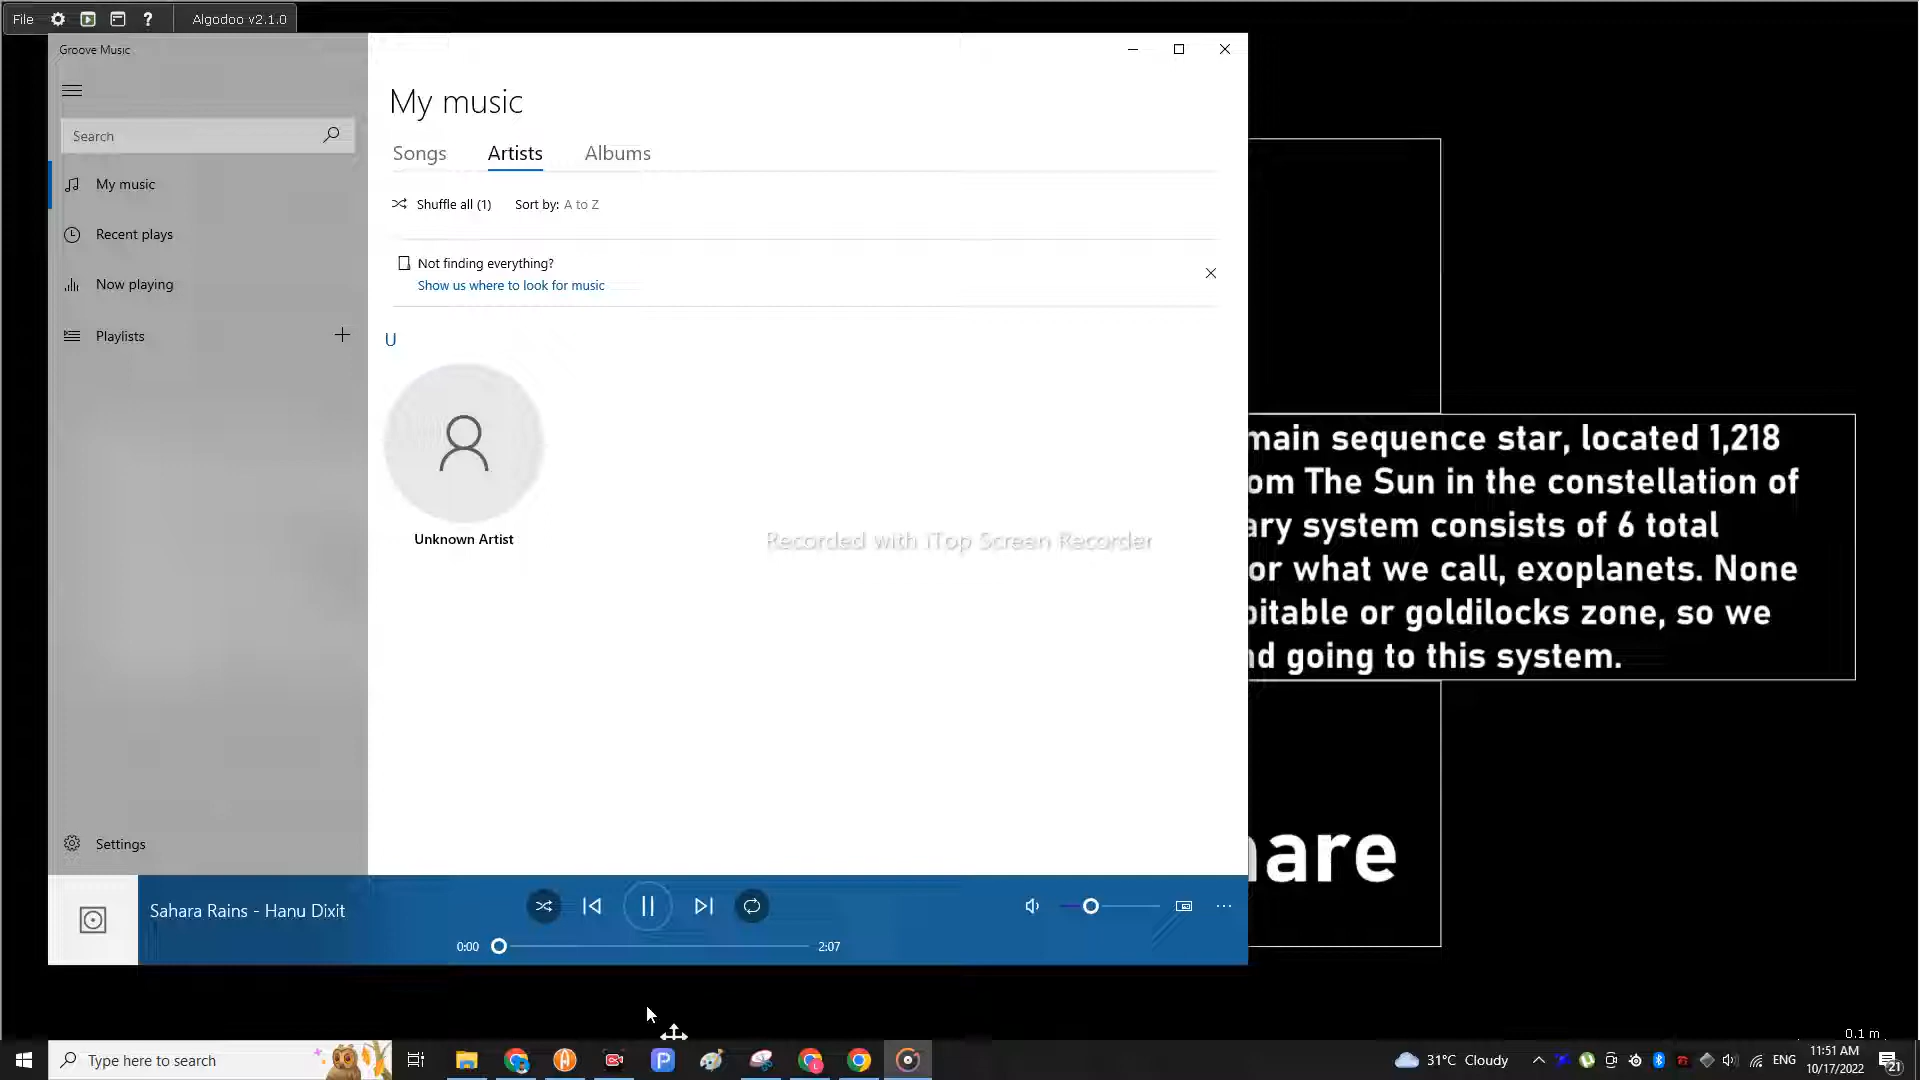 File
?
Algodoo v2.1.0
Groove Music
Search
My music
Recent plays
Now playing
Playlists
Settings
My music
Songs Artists Albums
Shuffle all (1) Sort by: A to Z
Not finding everything?
Show us where to look for music
U
Unknown Artist
Recorded with iTop Screen Recorder
main sequence star, located 1,218
om The Sun in the constellation of
ary system consists of 6 total
or what we call, exoplanets. None
bitable or goldilocks zone, so we
nd going to this system.
hare
Sahara Rains - Hanu Dixit
0:00
2:07
0.1 m
Type here to search
31°C Cloudy
ENG
11:51 AM
10/17/2022
21